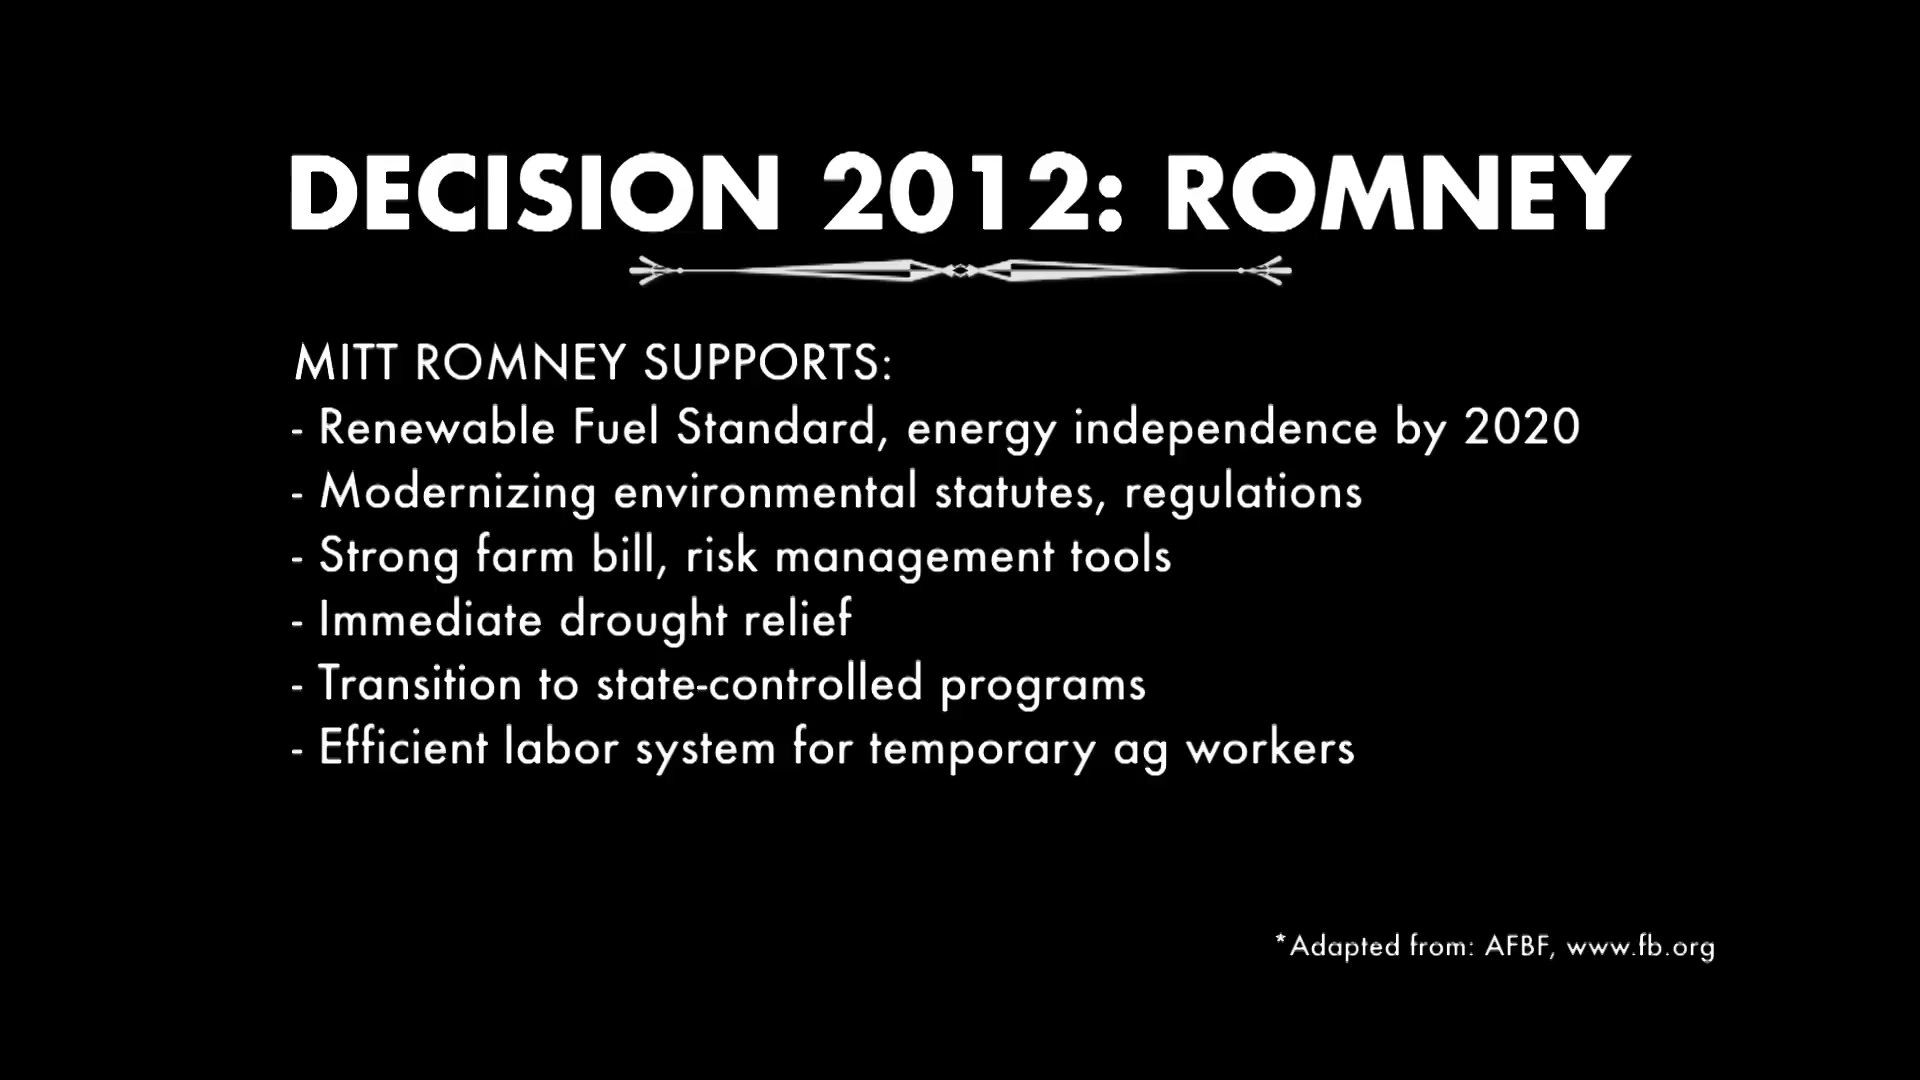 DECISION 2012: ROMNEY
MITT ROMNEY SUPPORTS:
- Renewable Fuel Standard, energy independence by 2020
- Modernizing environmental statutes, regulations
- Strong farm bill, risk management tools
- Immediate drought relief
- Transition to state-controlled programs
- Efficient labor system for temporary ag workers
*Adapted from: AFBF, www.fb.org